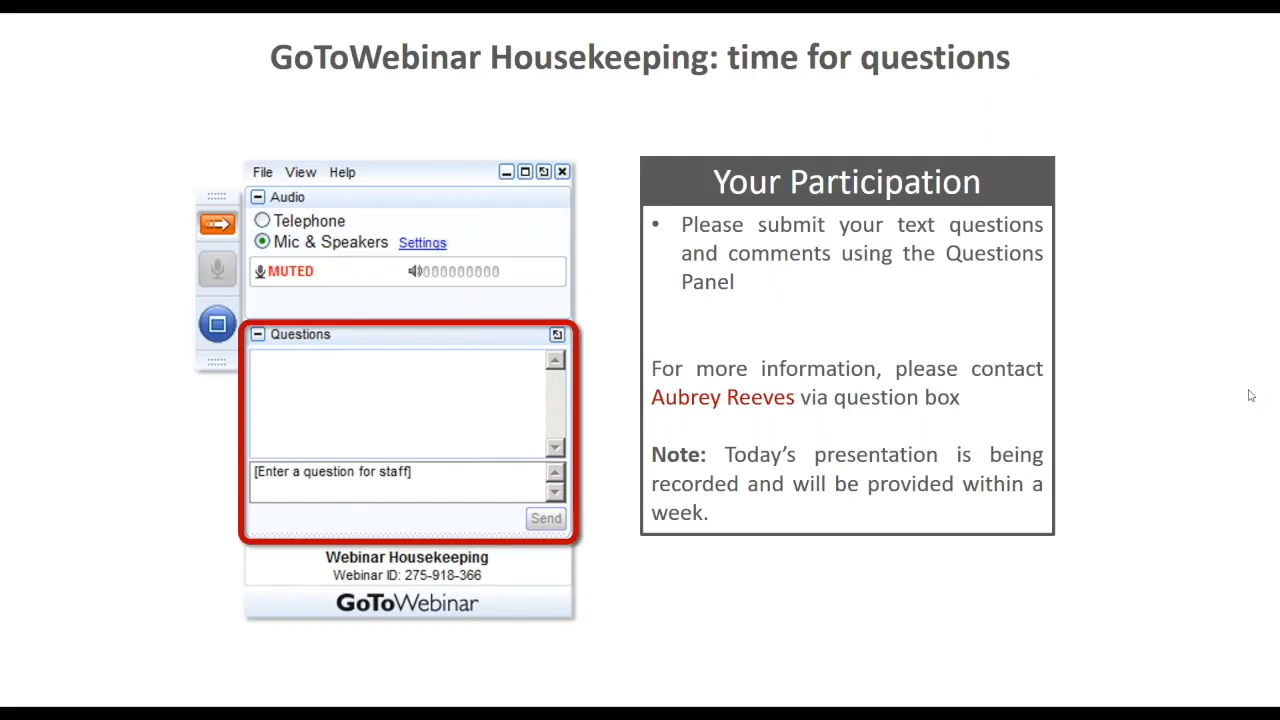 GoToWebinar Housekeeping: time for questions
File View Help
Audio
Telephone
Mic & Speakers Settings
MUTED 000000000
Questions
[Enter a question for staff]
Send
Webinar Housekeeping
Webinar ID: 275-918-366
GoToWebinar
Your Participation
• Please submit your text questions
and comments using the Questions
Panel
For more information, please contact
Aubrey Reeves via question box
Note: Today’s presentation is being
recorded and will be provided within a
week.